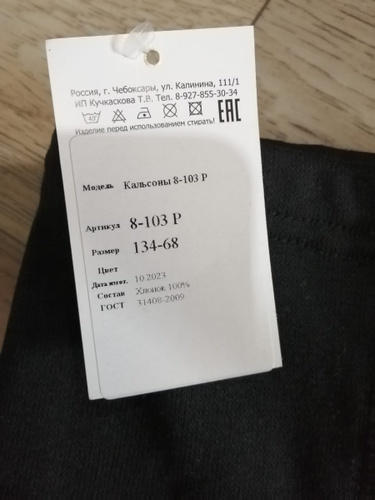 Россия, г. Чебоксары, ул. Калинина, 111/1
ИП Кучкаскова Т.В. Тел. 8-927-855-30-34
40
EAC
Изделие перед использованием стирать!
Модель Кальсоны 8-103 Р
Артикул 8-103 Р
Размер 134-68
Цвет
Дата изгот. 10.2023
Состав Хлопок 100%
ГОСТ 31408-2009